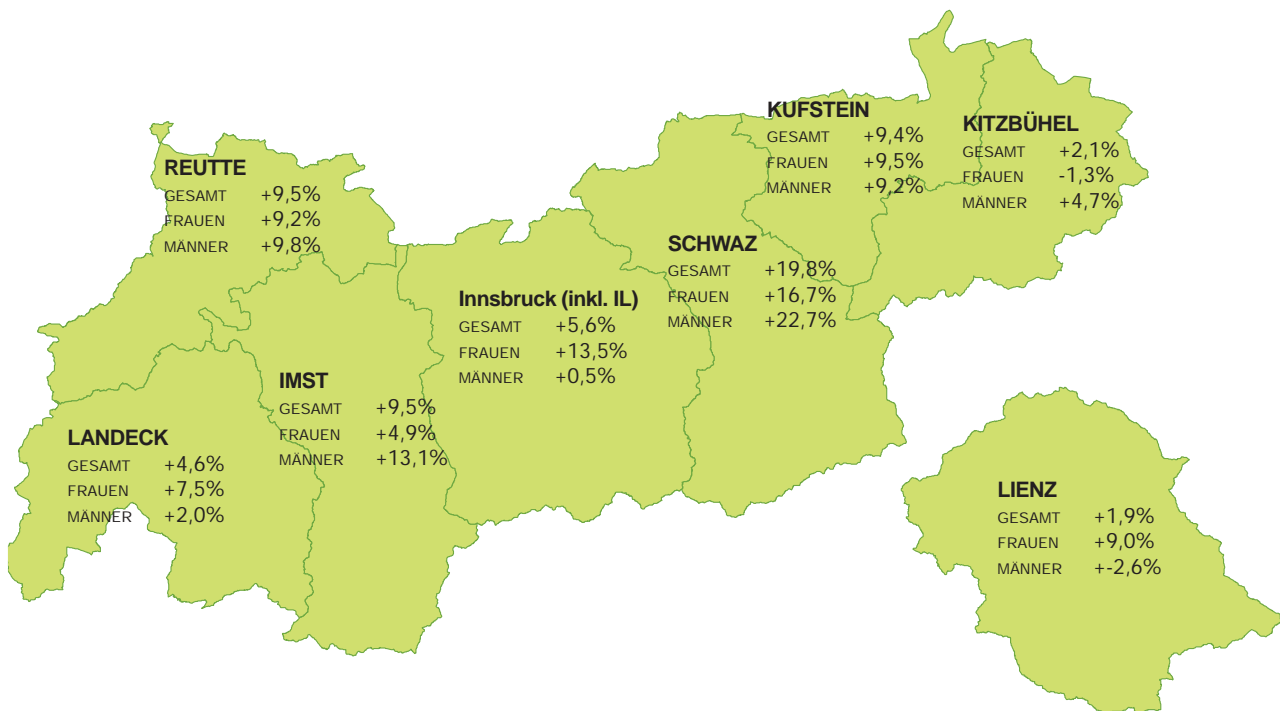 KUFSTEIN
GESAMT +9,4%
FRAUEN +9,5%
MÄNNER +9,2%
KITZBÜHEL
GESAMT +2,1%
FRAUEN -1,3%
MÄNNER +4,7%
REUTTE
GESAMT +9,5%
FRAUEN +9,2%
MÄNNER +9,8%
SCHWAZ
GESAMT +19,8%
FRAUEN +16,7%
MÄNNER +22,7%
Innsbruck (inkl. IL)
GESAMT +5,6%
FRAUEN +13,5%
MÄNNER +0,5%
IMST
GESAMT +9,5%
FRAUEN +4,9%
MÄNNER +13,1%
LANDECK
GESAMT +4,6%
FRAUEN +7,5%
MÄNNER +2,0%
LIENZ
GESAMT +1,9%
FRAUEN +9,0%
MÄNNER +-2,6%